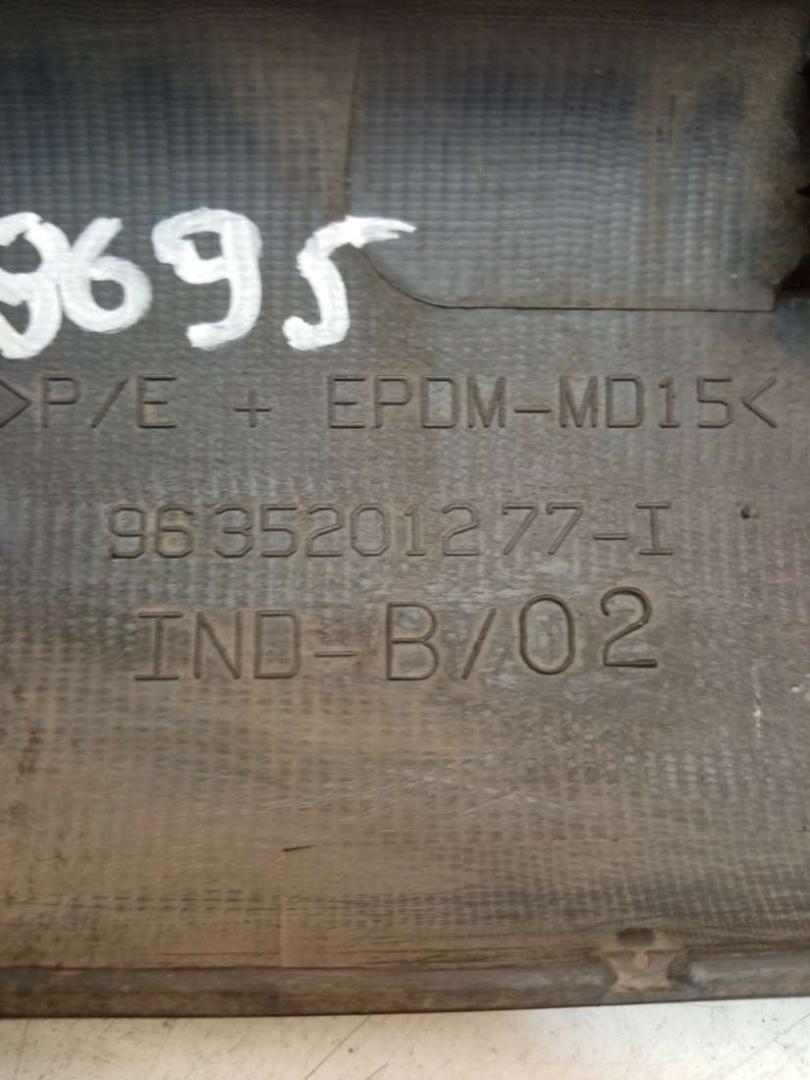 9695
>P/E + EPDM-MD15<
9635201277-I
IND-B/02